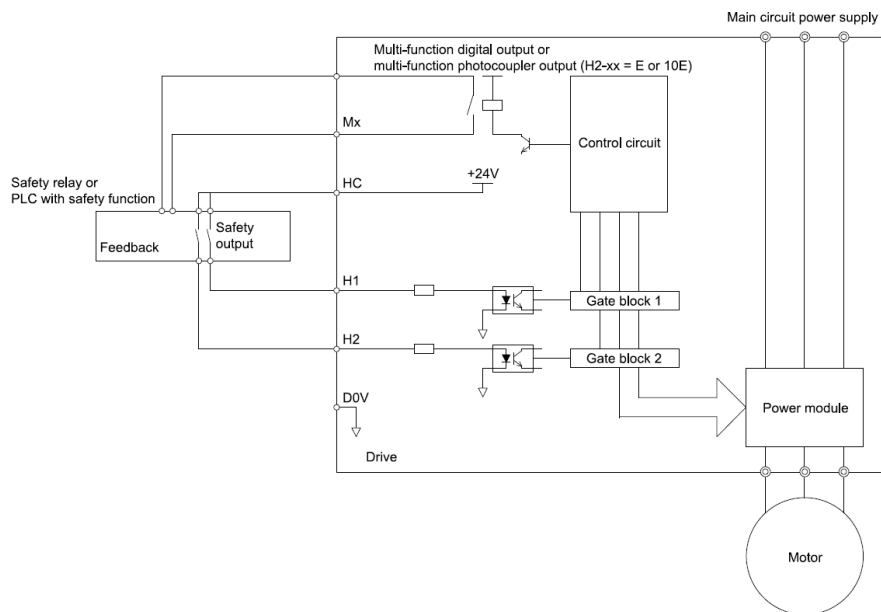 Main circuit power supply
Multi-function digital output or
multi-function photocoupler output (H2-xx = E or 10E)
Mx
Control circuit
+24V
HC
Safety relay or
PLC with safety function
Safety
output
Feedback
H1
Gate block 1
H2
Gate block 2
D0V
Power module
Drive
Motor